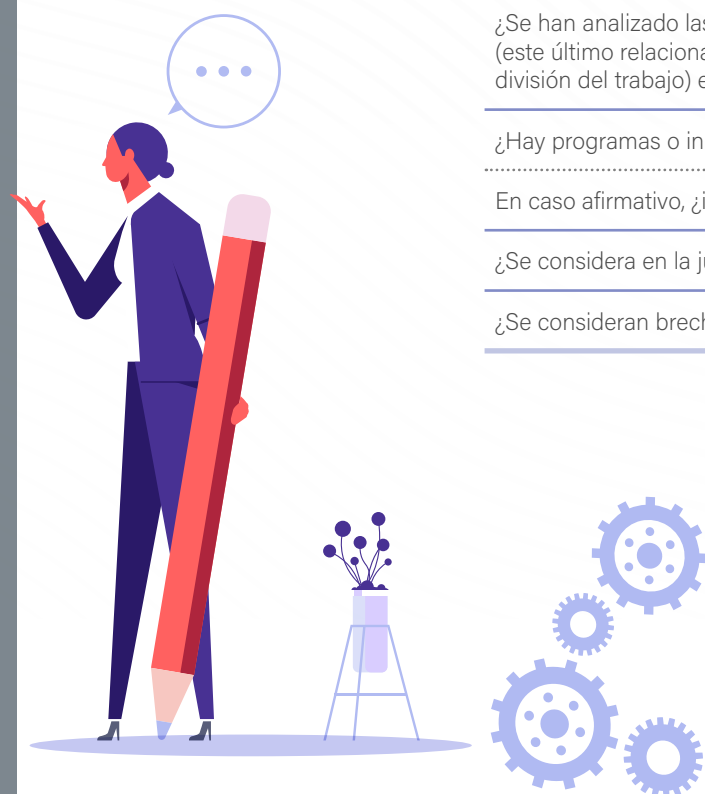 ¿Se han analizado las
(este último relaciona
división del trabajo) e
¿Hay programas o in
En caso afirmativo, ¿i
¿Se considera en la ju
¿Se consideran brech